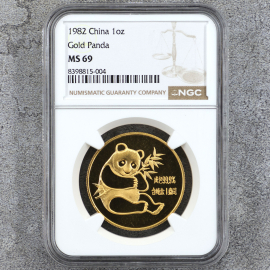 1982 China 1oz
Gold Panda
MS 69
8398815-004
NUMISMATIC GUARANTY COMPANY
NGC